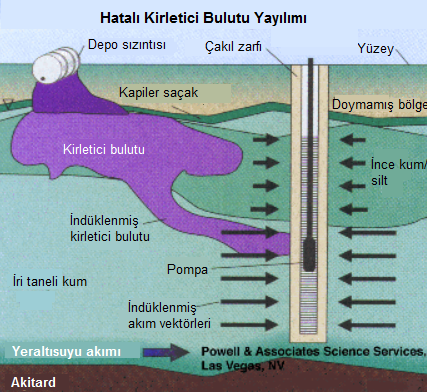 Hatalı Kirletici Bulutu Yayılımı
Depo sızıntısı
Çakıl zarfı
Yüzey
Kapiler saçak
Doymamış bölge
Kirletici bulutu
İnce kum/
silt
İndüklenmiş
kirletici bulutu
Pompa
İri taneli kum
İndüklenmiş
akım vektörleri
Yeraltısuyu akımı
Powell & Associates Science Services,
Las Vegas, NV
Akitard